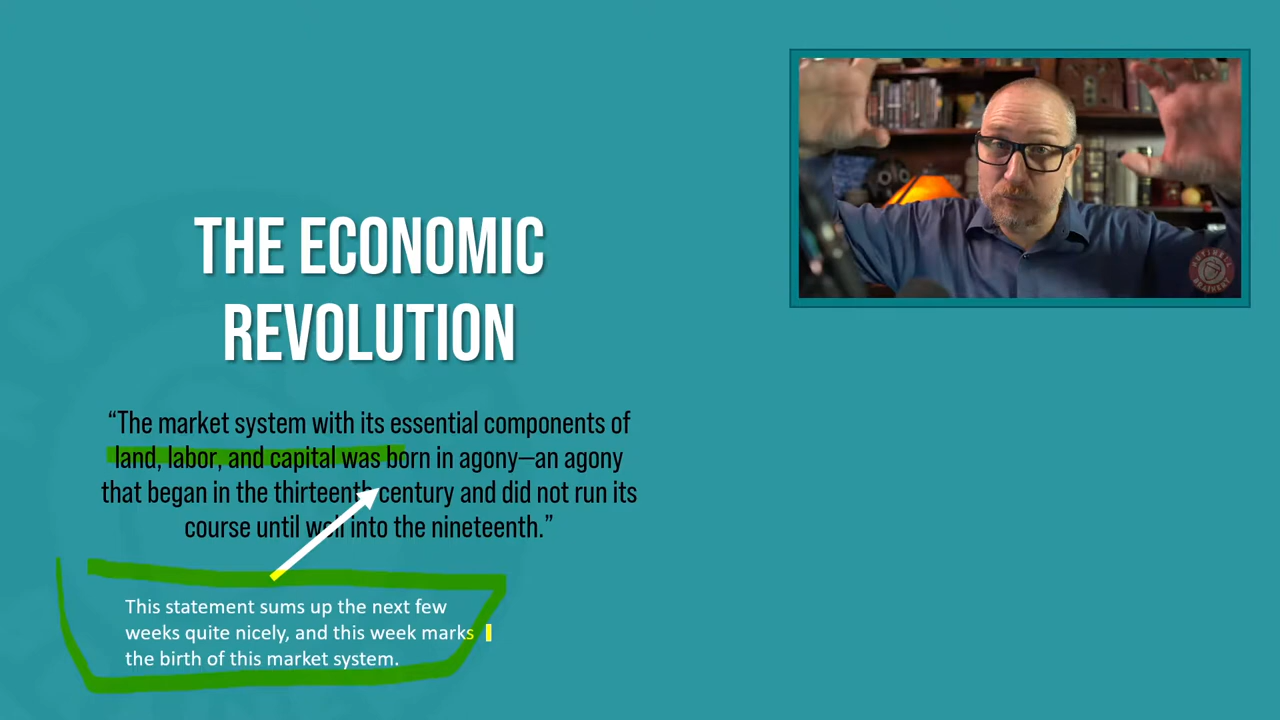 THE ECONOMIC
REVOLUTION
“The market system with its essential components of
land, labor, and capital was born in agony—an agony
that began in the thirteenth century and did not run its
course until well into the nineteenth.”
This statement sums up the next few
weeks quite nicely, and this week marks
the birth of this market system.